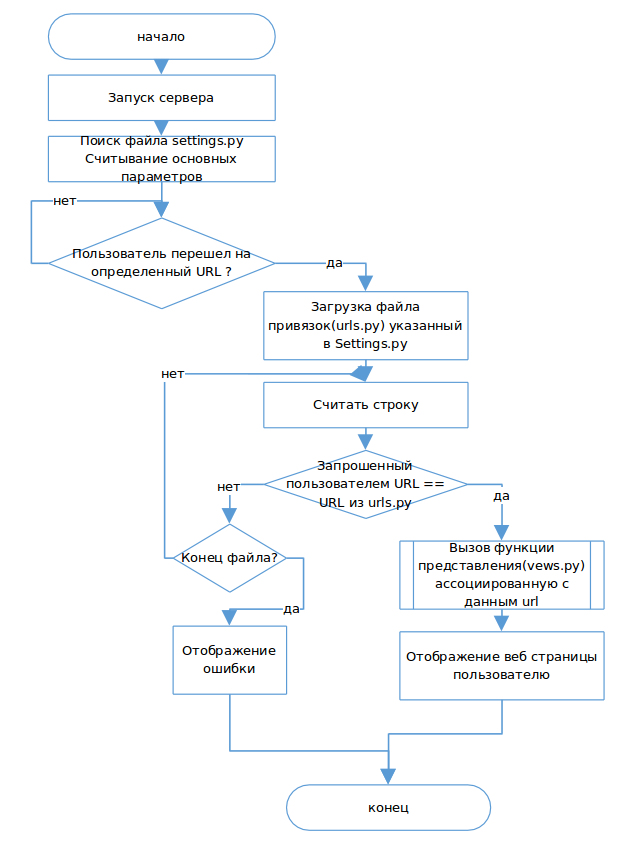 начало
Запуск сервера
Поиск файла settings.py
Считывание основных
параметров
нет
Пользователь перешел на
определенный URL ?
да
Загрузка файла
привязок(urls.py) указанный
в Settings.py
нет
Считать строку
Запрошенный
пользователем URL ==
URL из urls.py
нет
да
Конец файла?
Вызов функции
представления(vews.py)
ассоциированную с
данным url
да
Отображение
ошибки
Отображение веб страницы
пользователю
конец